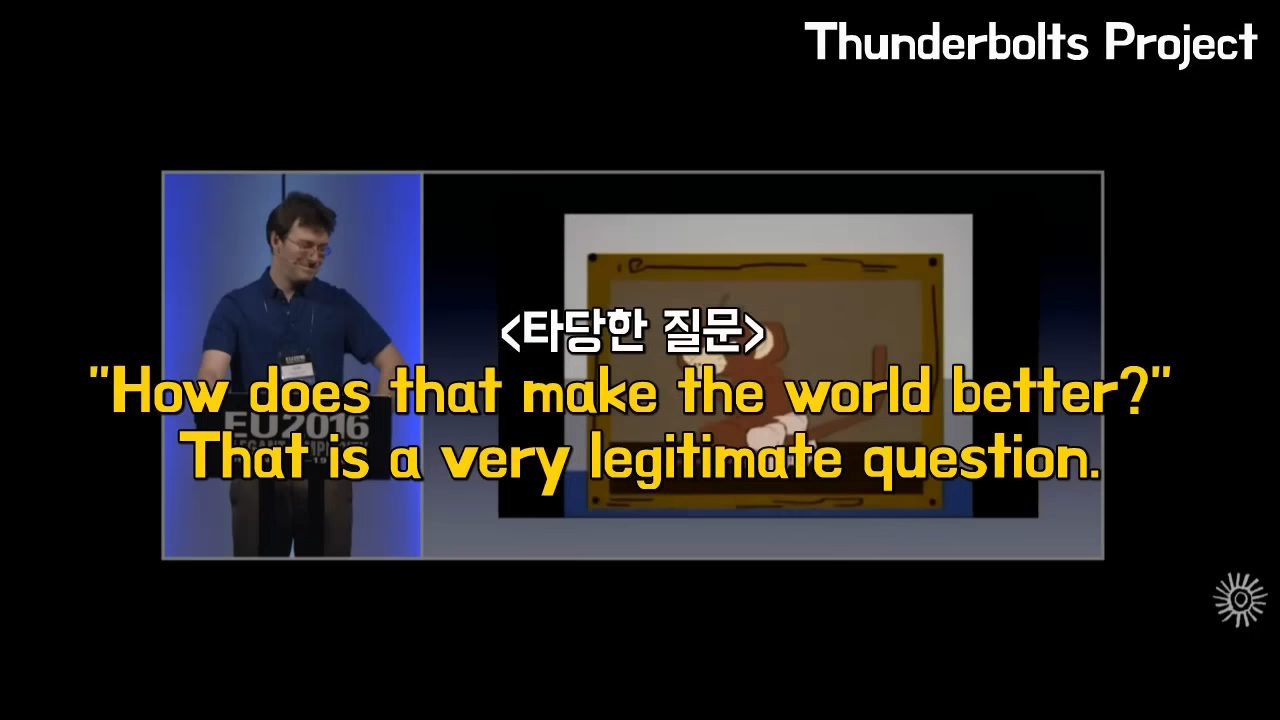 Thunderbolts Project
<타당한 질문>
"How does that make the world better?"
That is a very legitimate question.
EU2016